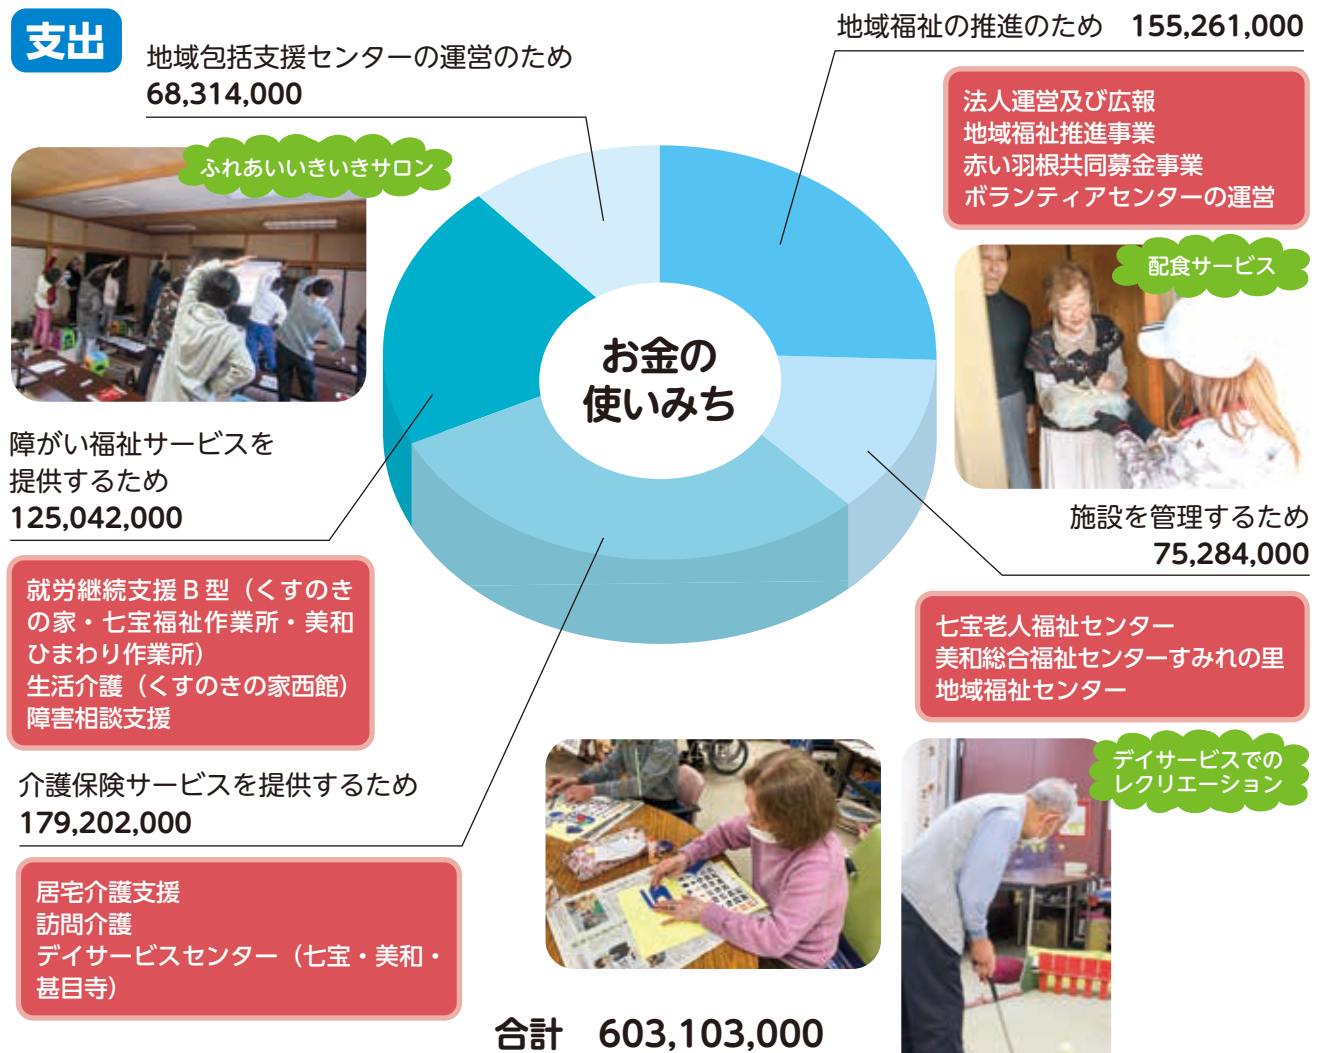 支出
地域包括支援センターの運営のため
68,314,000
地域福祉の推進のため 155,261,000
法人運営及び広報
地域福祉推進事業
赤い羽根共同募金事業
ボランティアセンターの運営
ふれあいいきいきサロン
配食サービス
お金の
使いみち
障がい福祉サービスを
提供するため
125,042,000
就労継続支援B型（くすのき
の家・七宝福祉作業所・美和
ひまわり作業所）
生活介護（くすのきの家西館）
障害相談支援
施設を管理するため
75,284,000
七宝老人福祉センター
美和総合福祉センターすみれの里
地域福祉センター
デイサービスでの
レクリエーション
介護保険サービスを提供するため
179,202,000
居宅介護支援
訪問介護
デイサービスセンター（七宝・美和・
甚目寺）
合計 603,103,000